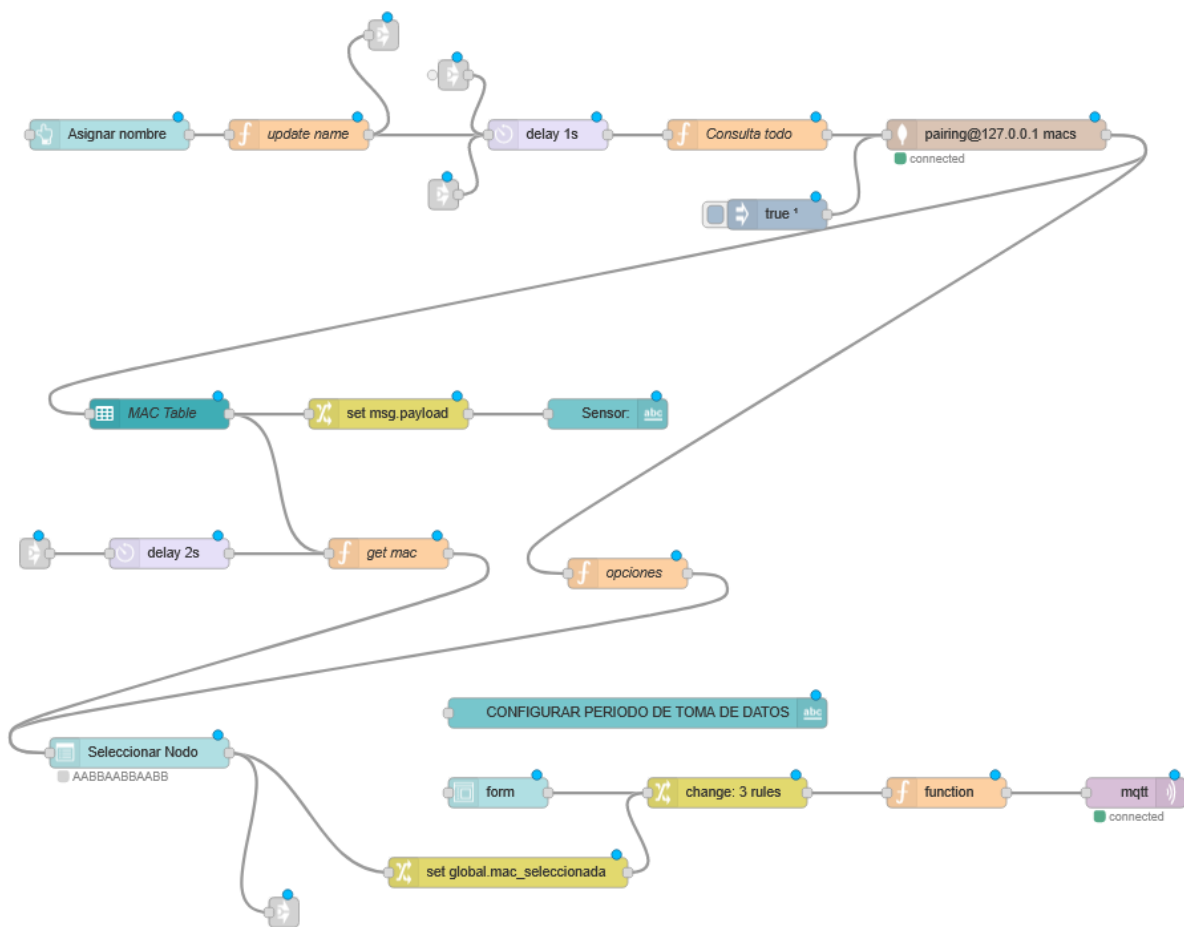 Asignar nombre
update name
delay 1s
Consulta todo
pairing@127.0.0.1 macs
connected
true ¹
MAC Table
set msg.payload
Sensor:
abc
delay 2s
get mac
opciones
CONFIGURAR PERIODO DE TOMA DE DATOS
abc
Seleccionar Nodo
AABBAABBAABB
form
change: 3 rules
function
mqtt
connected
set global.mac_seleccionada